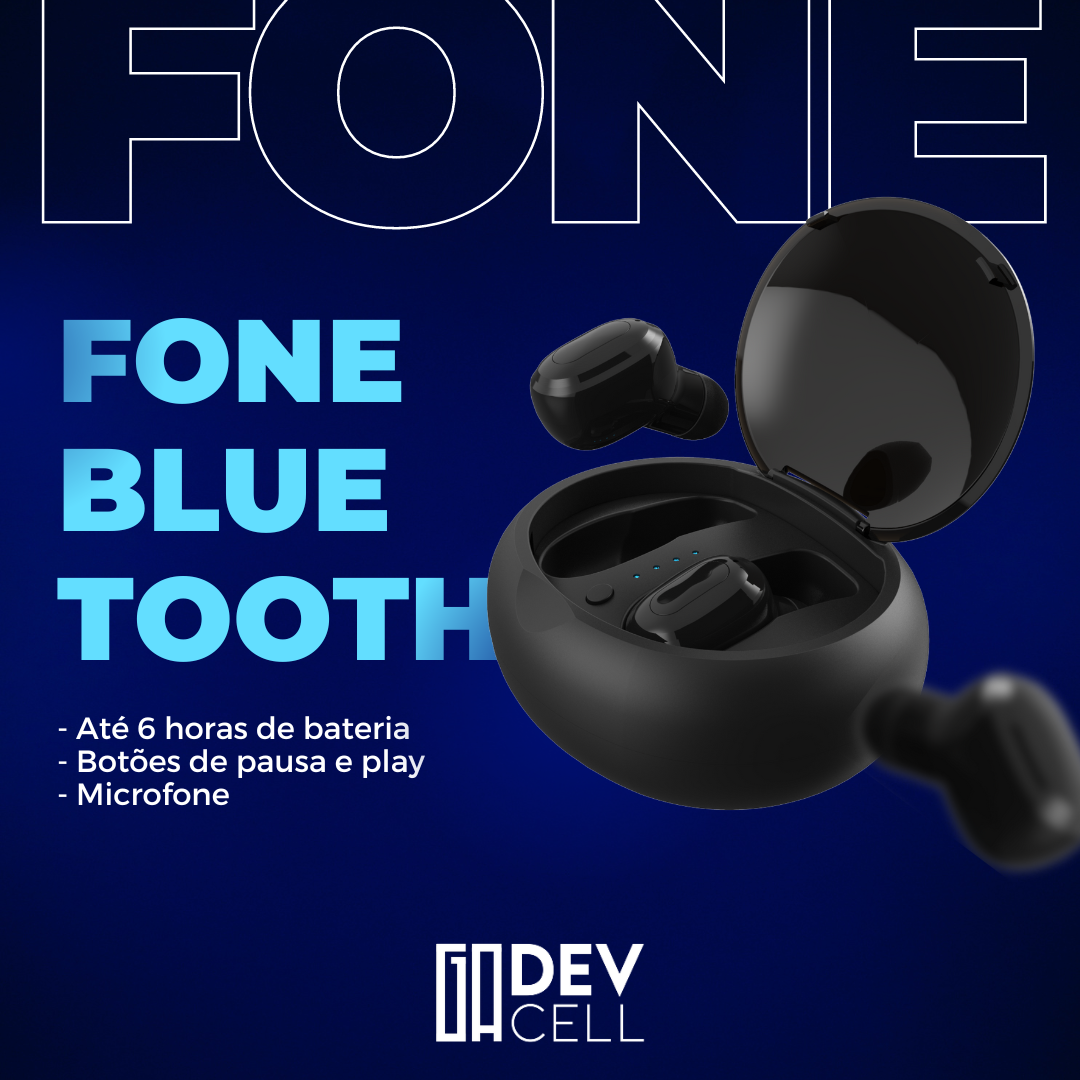 FONE
FONE
BLUE
TOOTH
- Até 6 horas de bateria
- Botões de pausa e play
- Microfone
DEV
CELL